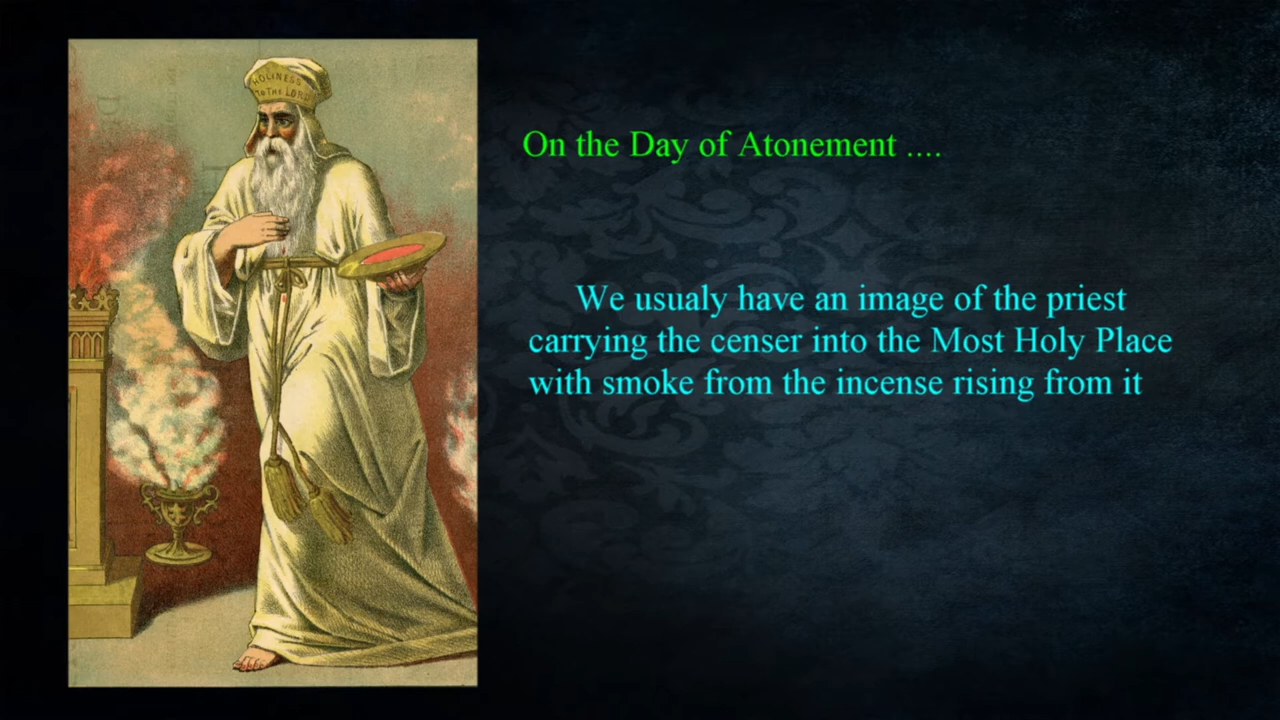 HOLINESS
TO THE LORD
On the Day of Atonement ....
We usualy have an image of the priest
carrying the censer into the Most Holy Place
with smoke from the incense rising from it